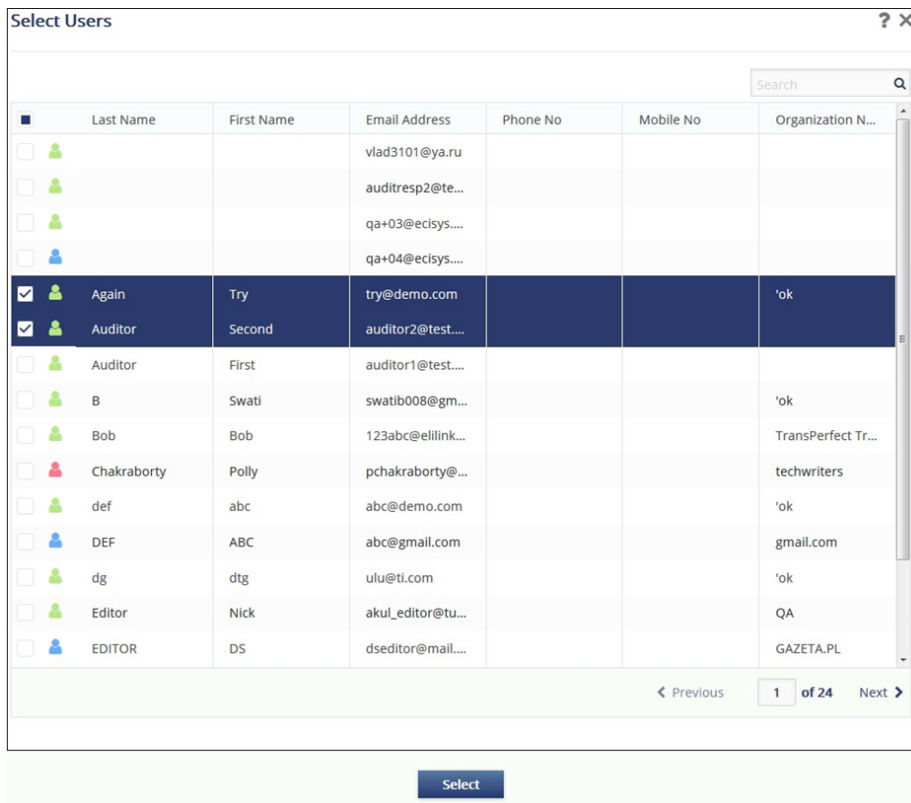 Select Users ?
Search
Last Name First Name Email Address Phone No Mobile No Organization N...
vlad3101@ya.ru
auditresp2@te...
qa+03@ecisys....
qa+04@ecisys....
Again Try try@demo.com 'ok
Auditor Second auditor2@test....
Auditor First auditor1@test....
B Swati swatib008@gm... 'ok
Bob Bob 123abc@elilink... TransPerfect Tr...
Chakraborty Polly pchakraborty@... techwriters
def abc abc@demo.com 'ok
DEF ABC abc@gmail.com gmail.com
dg dtg ulu@ti.com 'ok
Editor Nick akul_editor@tu... QA
EDITOR DS dseditor@mail.... GAZETA.PL
Previous 1 of 24 Next
Select